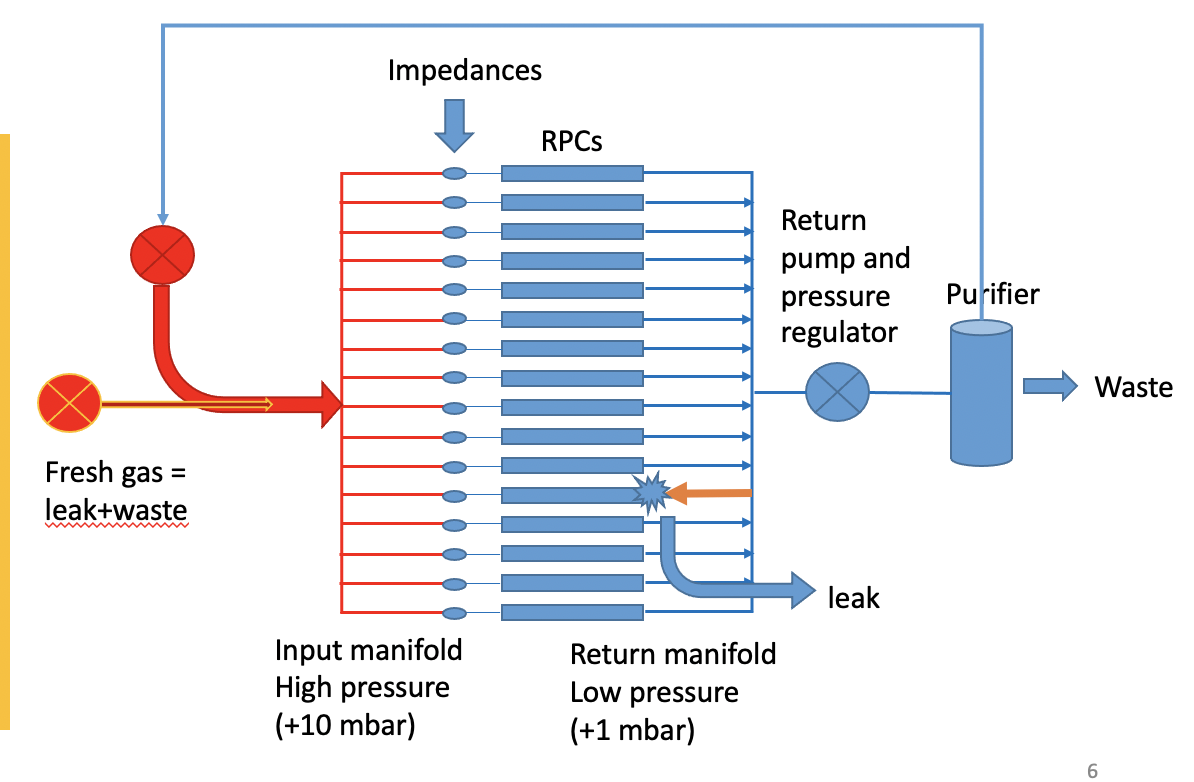 Impedances
RPCs
Return
pump and
pressure
regulator
Purifier
Waste
Fresh gas =
leak+waste
leak
Input manifold
High pressure
(+10 mbar)
Return manifold
Low pressure
(+1 mbar)
6